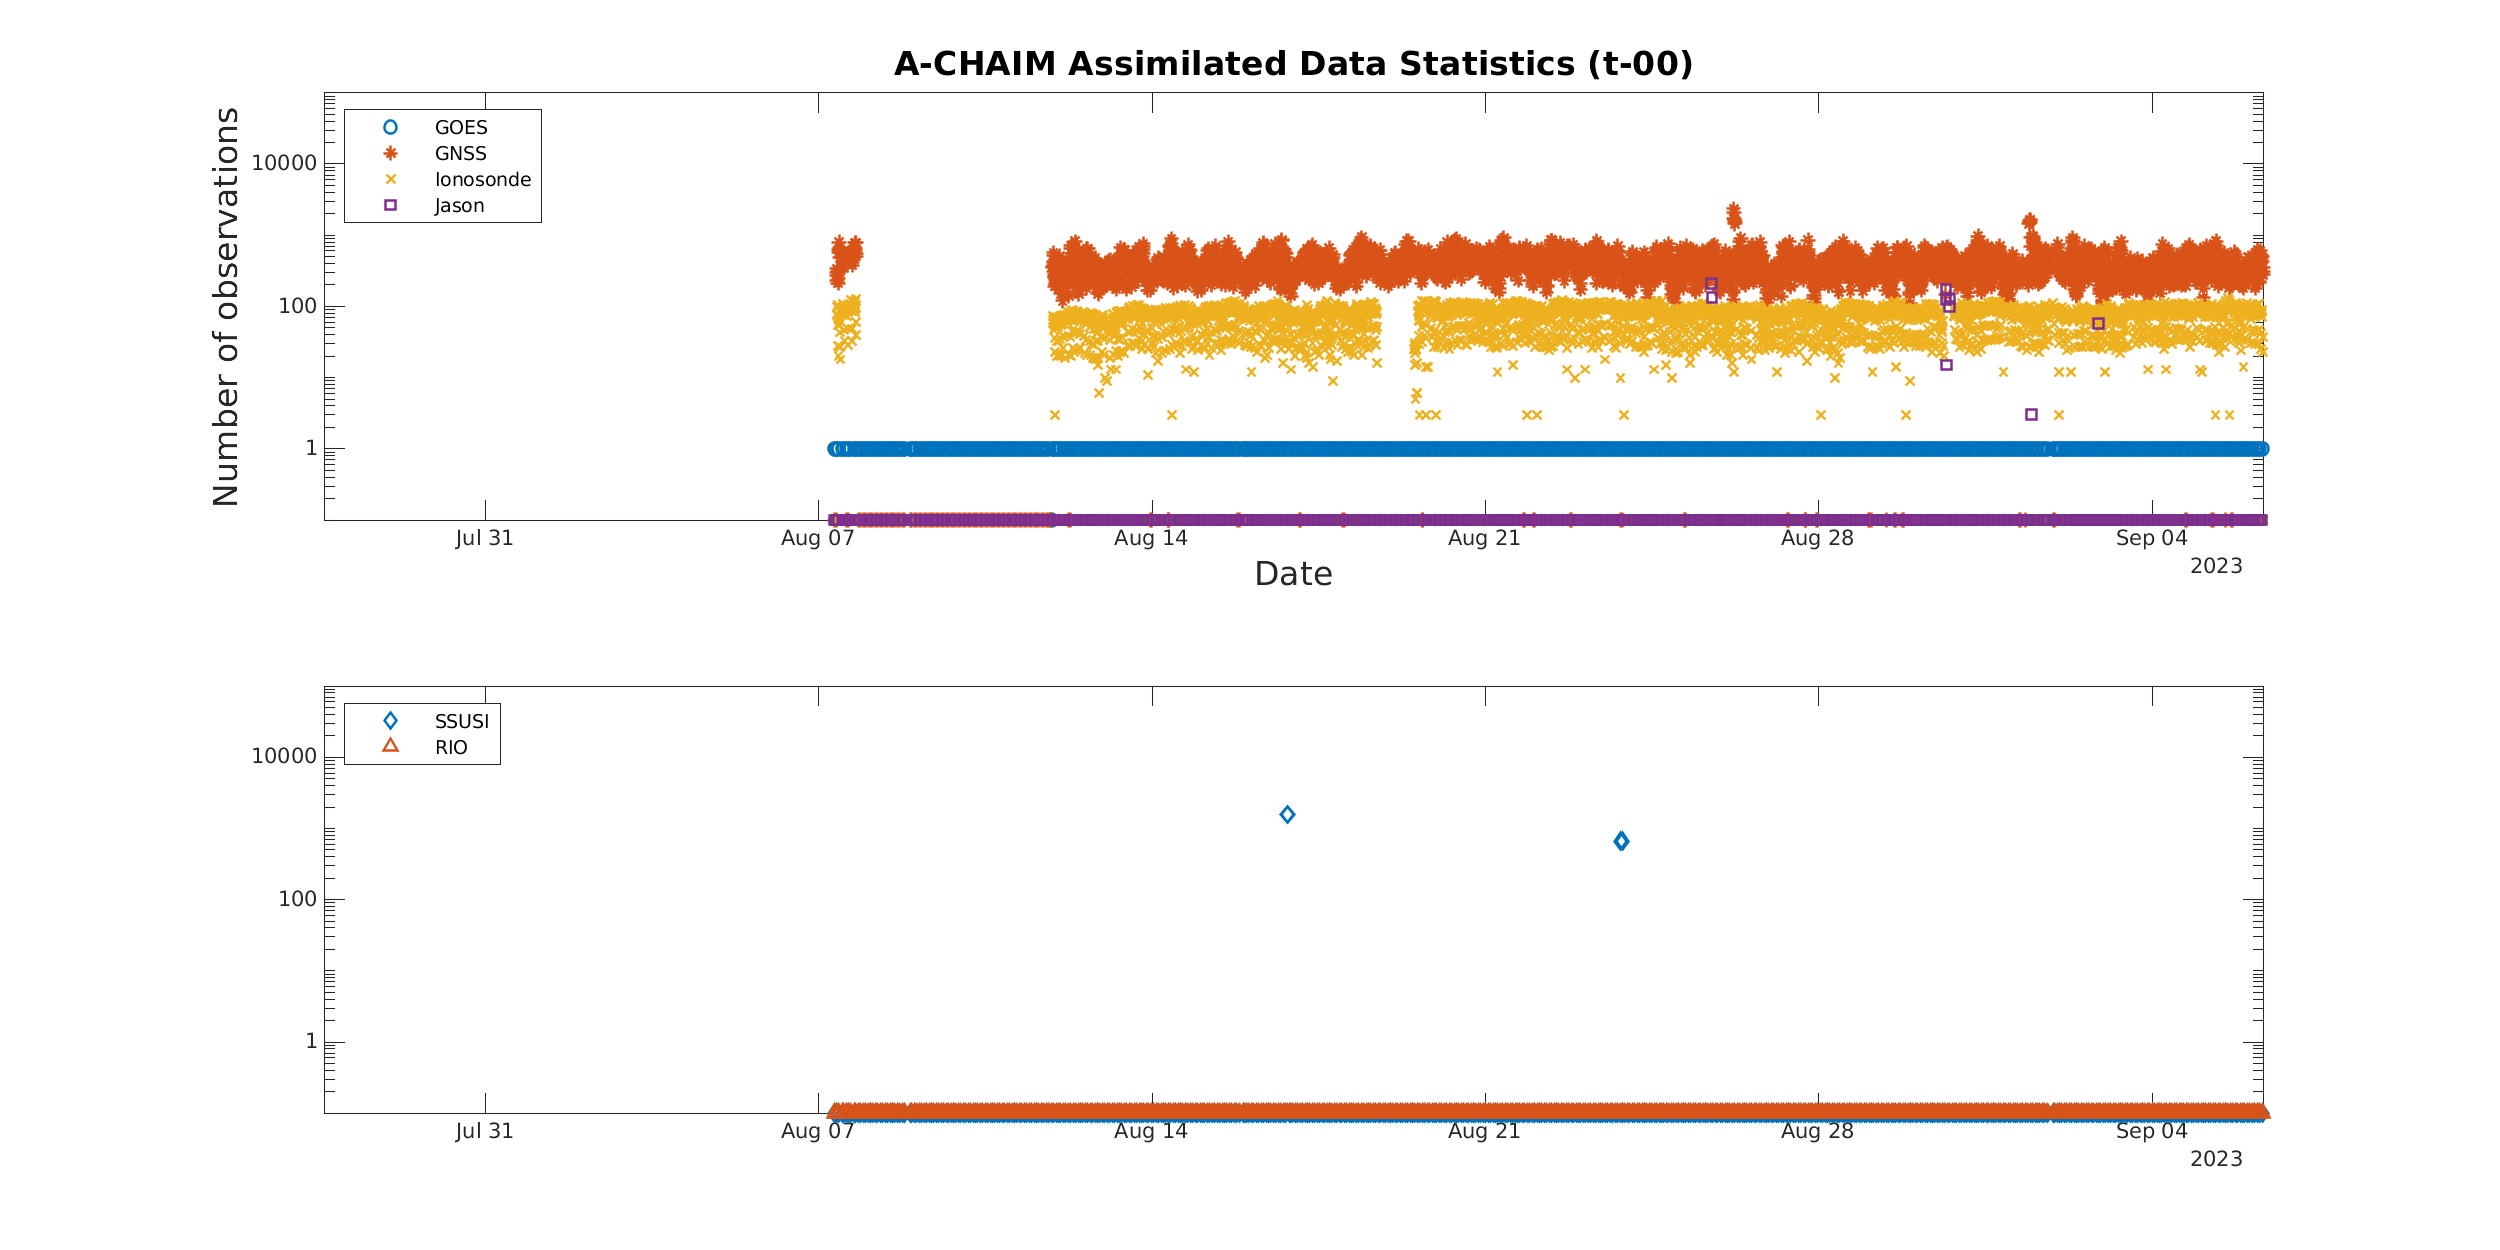 A-CHAIM Assimilated Data Statistics (t-00)
Number of observations
GOES
GNSS
Ionosonde
Jason
10000
100
1
Jul 31
Aug 07
Aug 14
Aug 21
Aug 28
Sep 04
2023
Date
SSUSI
RIO
10000
100
1
Jul 31
Aug 07
Aug 14
Aug 21
Aug 28
Sep 04
2023